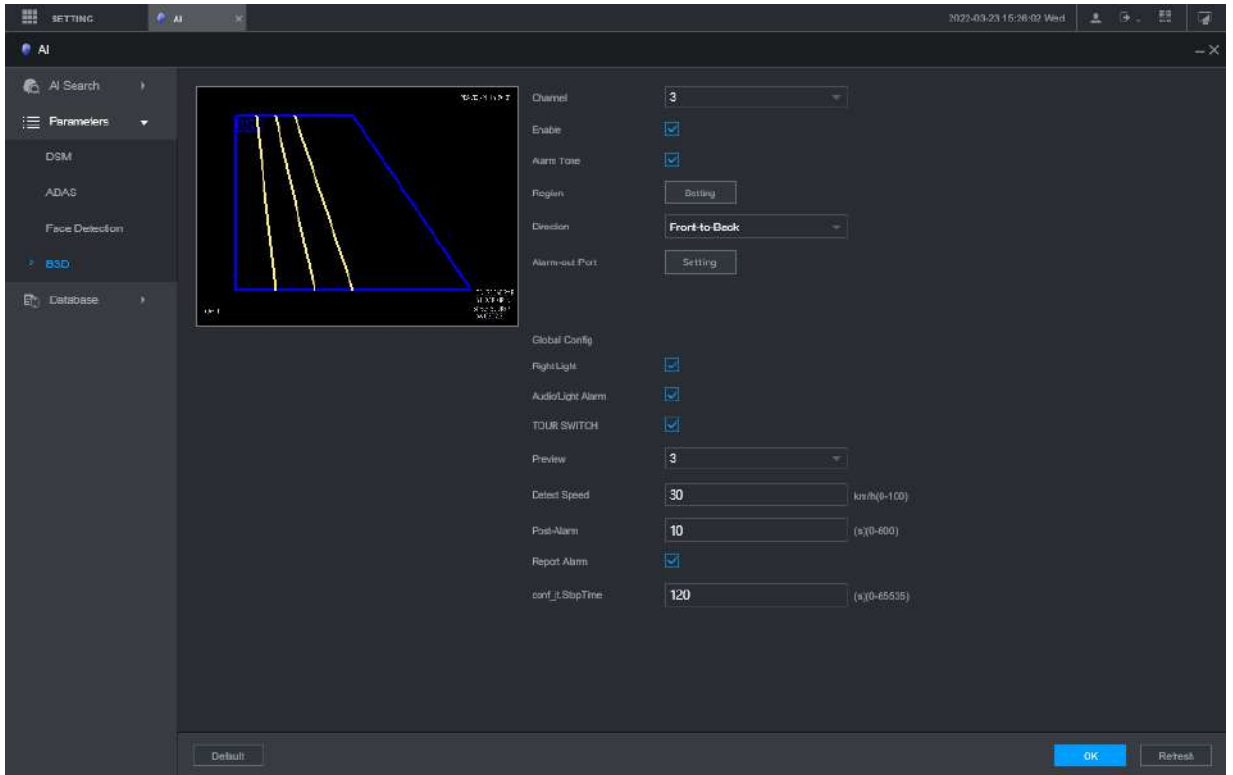 SETTING
AI
2022-03-23 15:26:02 Wed
AI
AI Search
Parameters
DSM
ADAS
Face Detection
BSD
Database
Channel 3
Enable
Alarm Tone
Region Setting
Direction Front-to-Back
Alarm-out Port Setting
Global Config
Right Light
Audio/Light Alarm
TOUR SWITCH
Preview 3
Detect Speed 30 km/h(0-100)
Post-Alarm 10 (s)(0-600)
Report Alarm
conf_jt.StopTime 120 (s)(0-65535)
Default OK Refresh